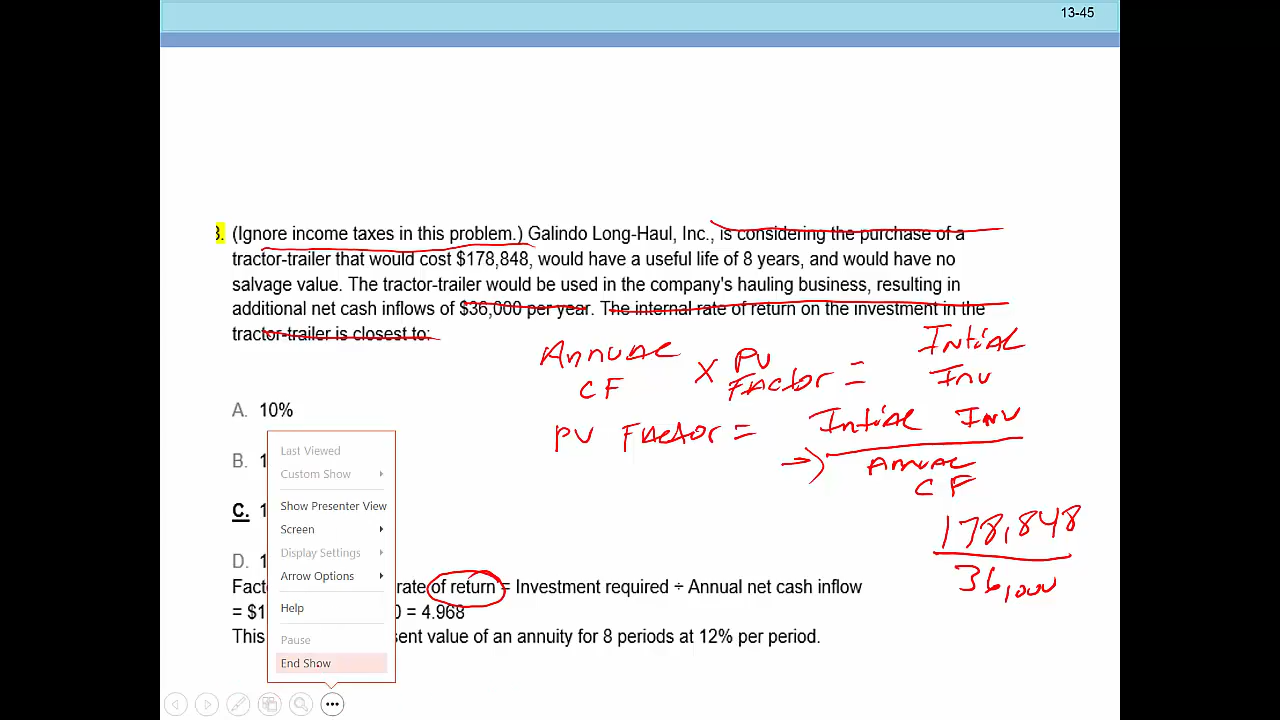 13-45
3. (Ignore income taxes in this problem.) Galindo Long-Haul, Inc., is considering the purchase of a
tractor-trailer that would cost $178,848, would have a useful life of 8 years, and would have no
salvage value. The tractor-trailer would be used in the company's hauling business, resulting in
additional net cash inflows of $36,000 per year. The internal rate of return on the investment in the
tractor-trailer is closest to:
Annual CF X PV Factor = Intial Inv
A. 10%
PV Factor = Intial Inv
Annual CF
B. 1
C. 1
D. 1
178,848
36,000
Last Viewed
Custom Show
Show Presenter View
Screen
Display Settings
Arrow Options
Help
Pause
End Show
rate of return = Investment required ÷ Annual net cash inflow
= $1 0 = 4.968
This sent value of an annuity for 8 periods at 12% per period.